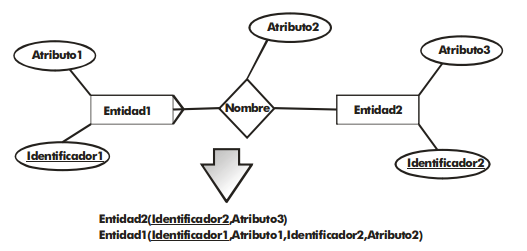 Atributo2
Atributo1
Atributo3
Entidad1
Nombre
Entidad2
Identificador1
Identificador2
Entidad2(Identificador2,Atributo3)
Entidad1(Identificador1,Atributo1,Identificador2,Atributo2)